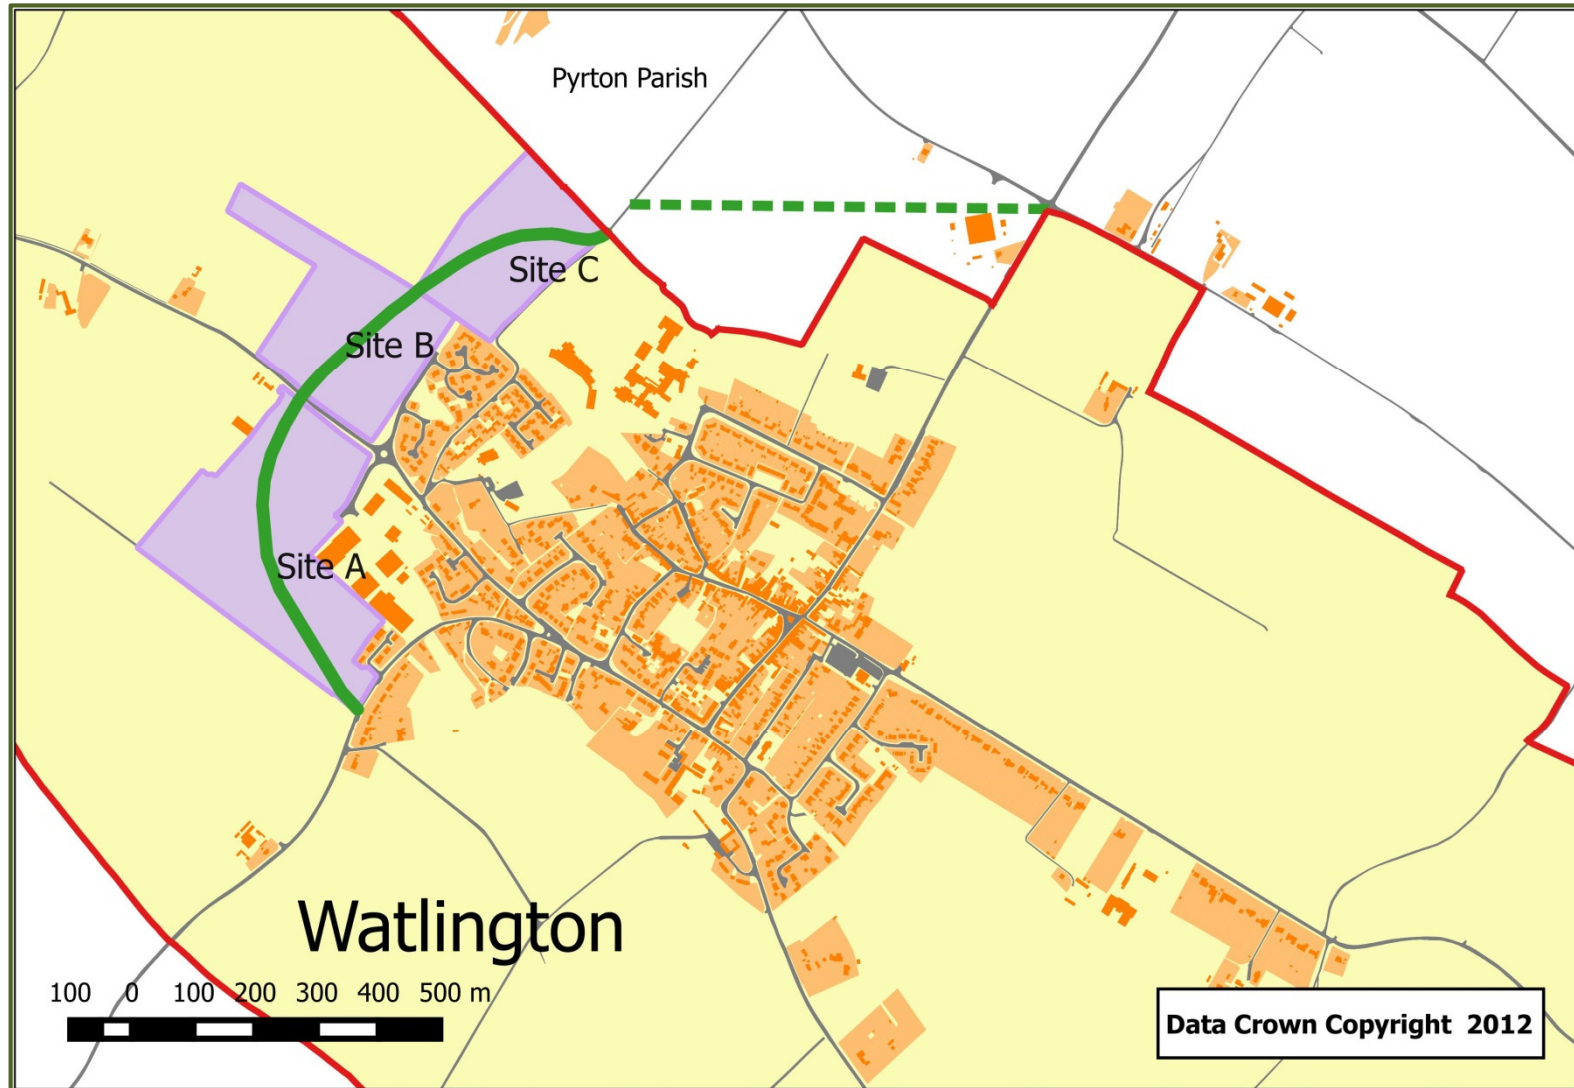 Pyrton Parish
Site C
Site B
Site A
Watlington
100 0 100 200 300 400 500 m
Data Crown Copyright 2012